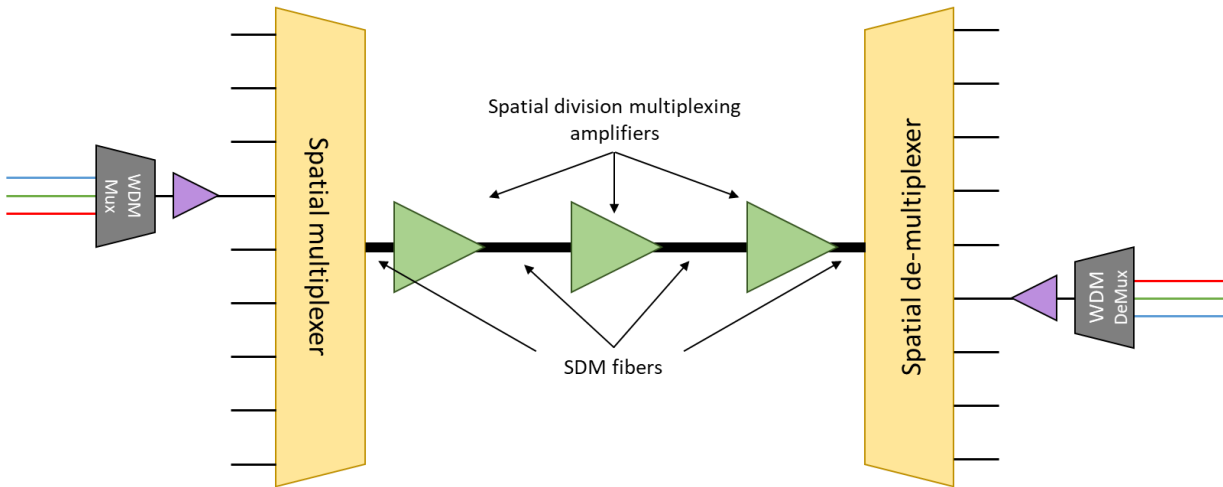 Spatial division multiplexing
amplifiers
WDM
Mux
Spatial multiplexer
SDM fibers
Spatial de-multiplexer
WDM
DeMux